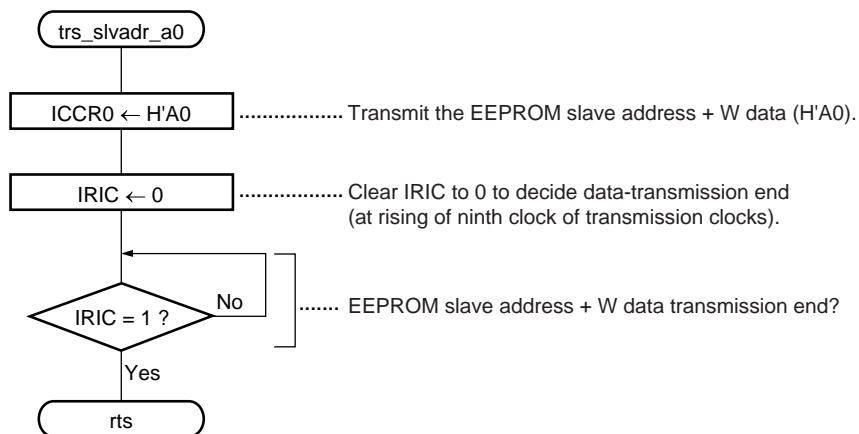 trs_slvadr_a0
ICCR0 ← H'A0 .................. Transmit the EEPROM slave address + W data (H'A0).
IRIC ← 0 .................. Clear IRIC to 0 to decide data-transmission end
(at rising of ninth clock of transmission clocks).
No
IRIC = 1 ? ....... EEPROM slave address + W data transmission end?
Yes
rts